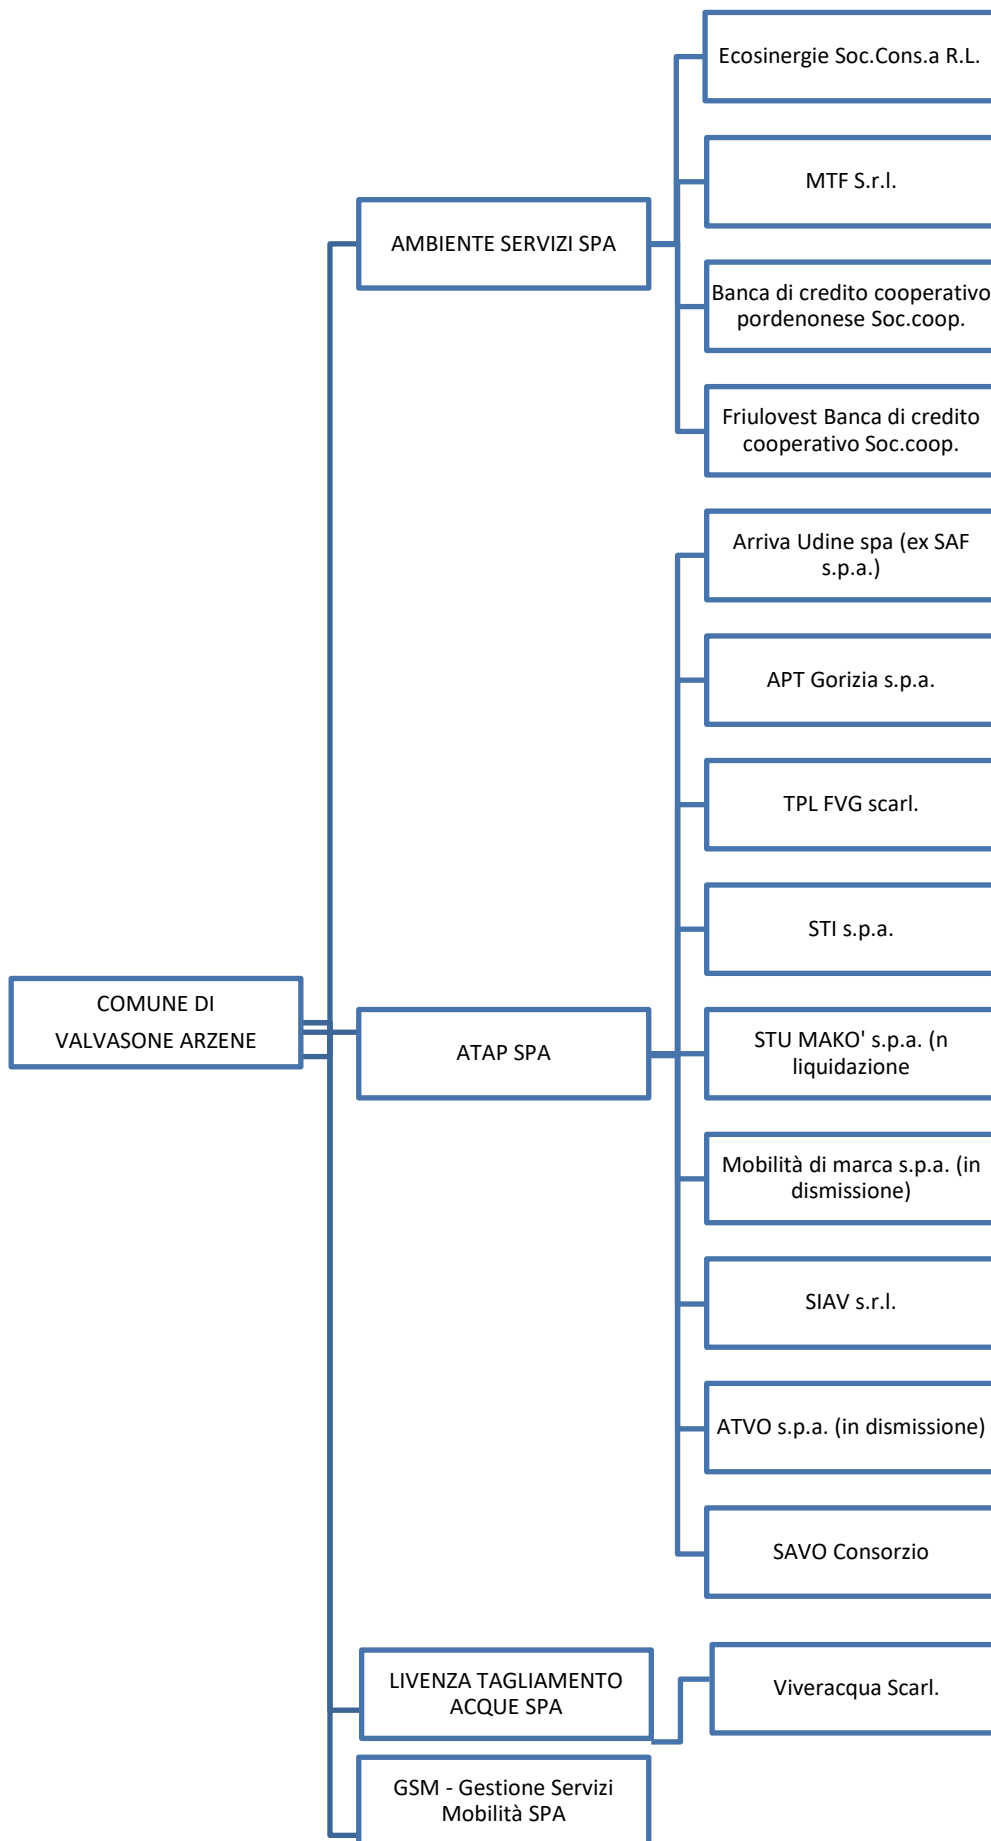 Ecosinergie Soc.Cons.a R.L.
MTF S.r.l.
AMBIENTE SERVIZI SPA
Banca di credito cooperativo
pordenonese Soc.coop.
Friulovest Banca di credito
cooperativo Soc.coop.
Arriva Udine spa (ex SAF
s.p.a.)
APT Gorizia s.p.a.
TPL FVG scarl.
STI s.p.a.
COMUNE DI
VALVASONE ARZENE
ATAP SPA
STU MAKO' s.p.a. (n
liquidazione
Mobilità di marca s.p.a. (in
dismissione)
SIAV s.r.l.
ATVO s.p.a. (in dismissione)
SAVO Consorzio
LIVENZA TAGLIAMENTO
ACQUE SPA
Viveracqua Scarl.
GSM - Gestione Servizi
Mobilità SPA